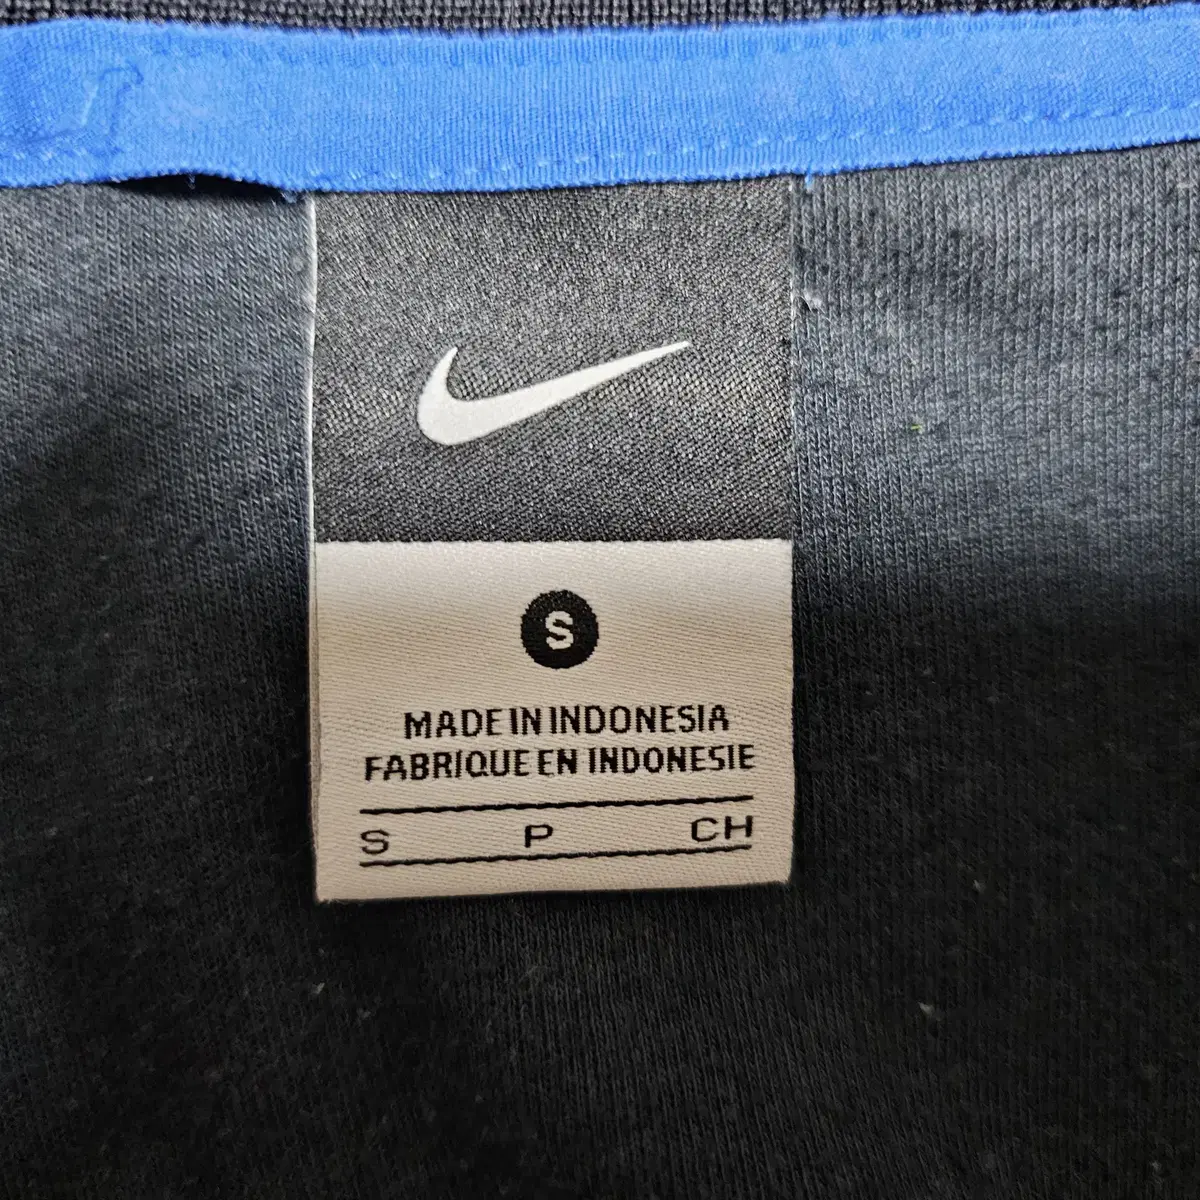 S
MADE IN INDONESIA
FABRIQUE EN INDONESIE
S P CH